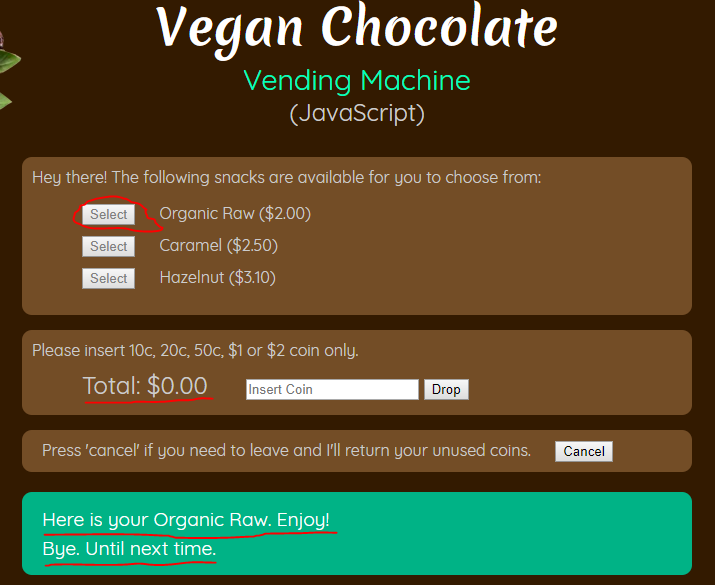 Vegan Chocolate
Vending Machine
(JavaScript)
Hey there! The following snacks are available for you to choose from:
Select Organic Raw ($2.00)
Select Caramel ($2.50)
Select Hazelnut ($3.10)
Please insert 10c, 20c, 50c, $1 or $2 coin only.
Total: $0.00 Insert Coin Drop
Press 'cancel' if you need to leave and I'll return your unused coins. Cancel
Here is your Organic Raw. Enjoy!
Bye. Until next time.